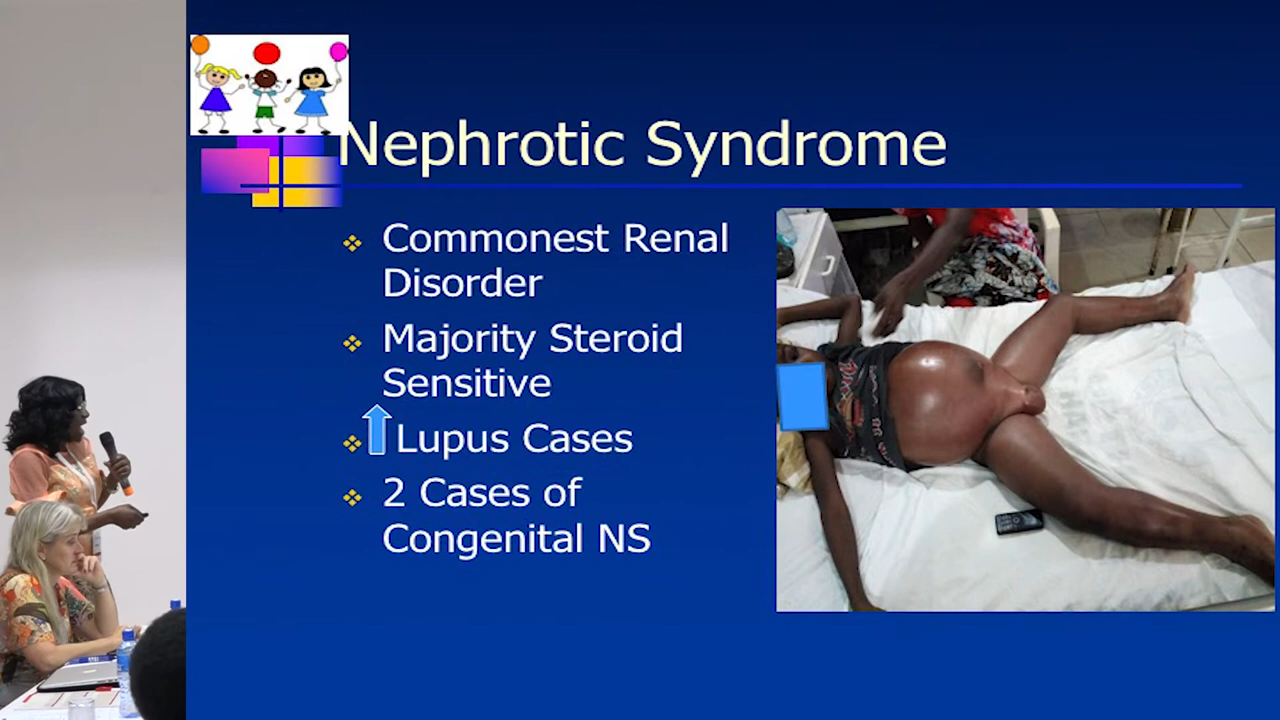 Nephrotic Syndrome
Commonest Renal
Disorder
Majority Steroid
Sensitive
Lupus Cases
2 Cases of
Congenital NS